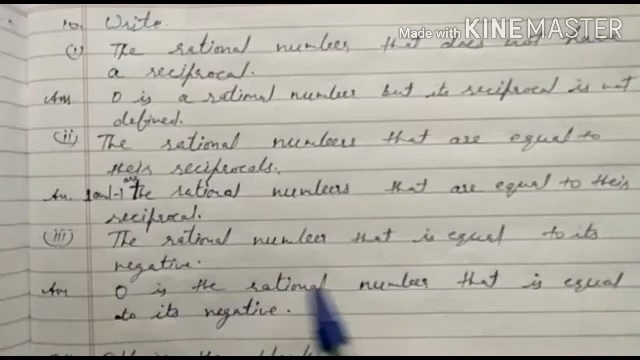 Made with KINEMASTER
10. Write
(i) The rational number that does not have
a reciprocal.
Ans 0 is a rational number but its reciprocal is not
defined.
(ii) The rational numbers that are equal to
their reciprocals.
An. 1 and -1 are The rational numbers that are equal to their
reciprocal.
(iii) The rational number that is equal to its
negative.
An 0 is the rational number that is equal
to its negative.